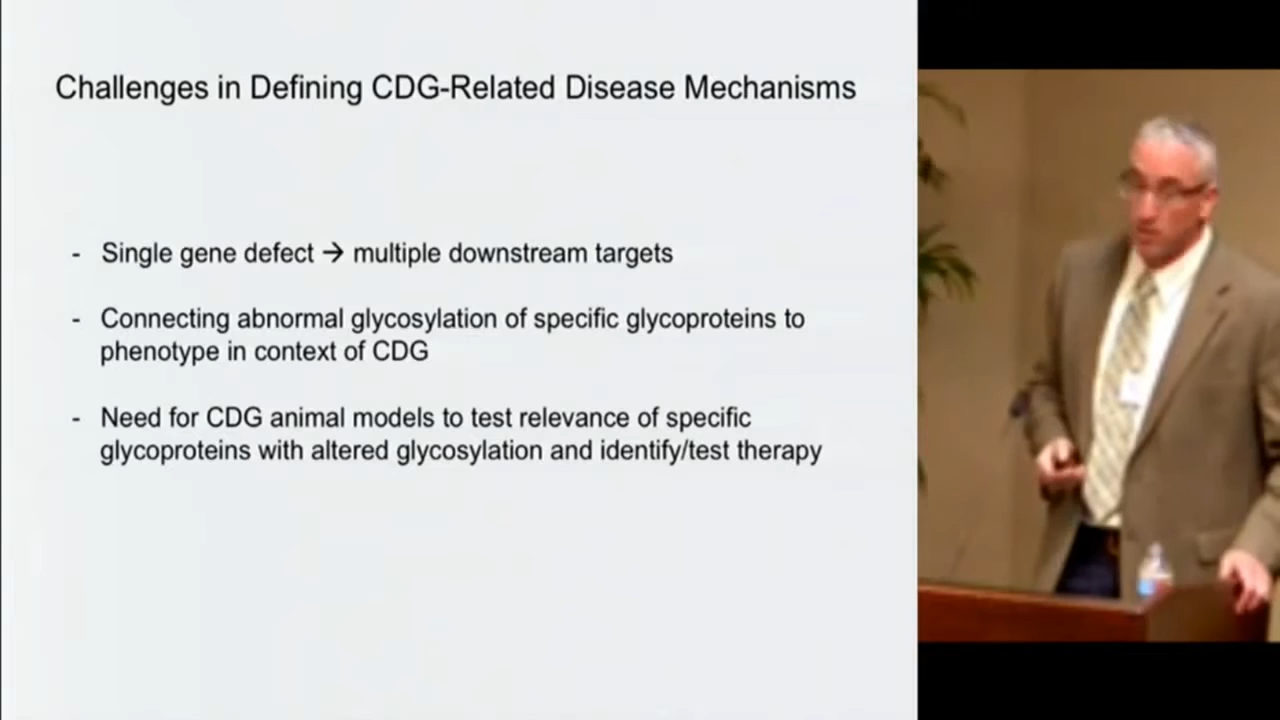 Challenges in Defining CDG-Related Disease Mechanisms
- Single gene defect → multiple downstream targets
- Connecting abnormal glycosylation of specific glycoproteins to
phenotype in context of CDG
- Need for CDG animal models to test relevance of specific
glycoproteins with altered glycosylation and identify/test therapy